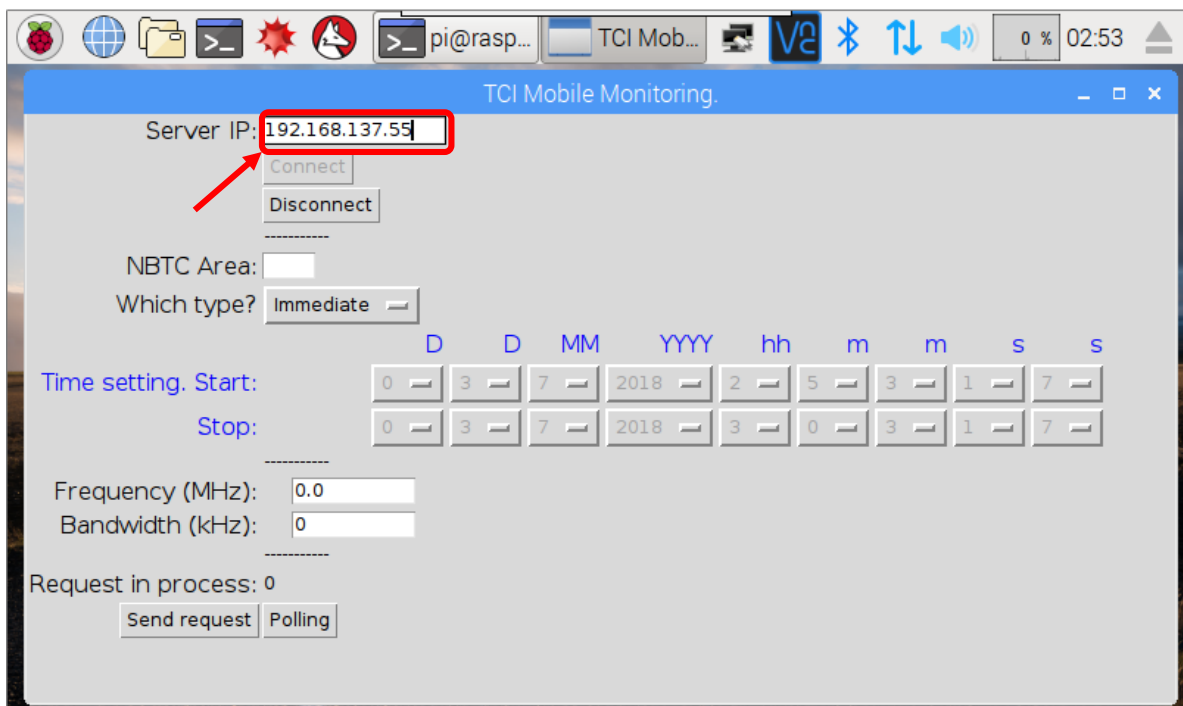 pi@rasp... TCI Mob... 0 % 02:53
TCI Mobile Monitoring.
Server IP: 192.168.137.55
Connect
Disconnect
-----------
NBTC Area:
Which type? Immediate
D D MM YYYY hh m m s s
Time setting. Start: 0 3 7 2018 2 5 3 1 7
Stop: 0 3 7 2018 3 0 3 1 7
-----------
Frequency (MHz): 0.0
Bandwidth (kHz): 0
-----------
Request in process: 0
Send request Polling